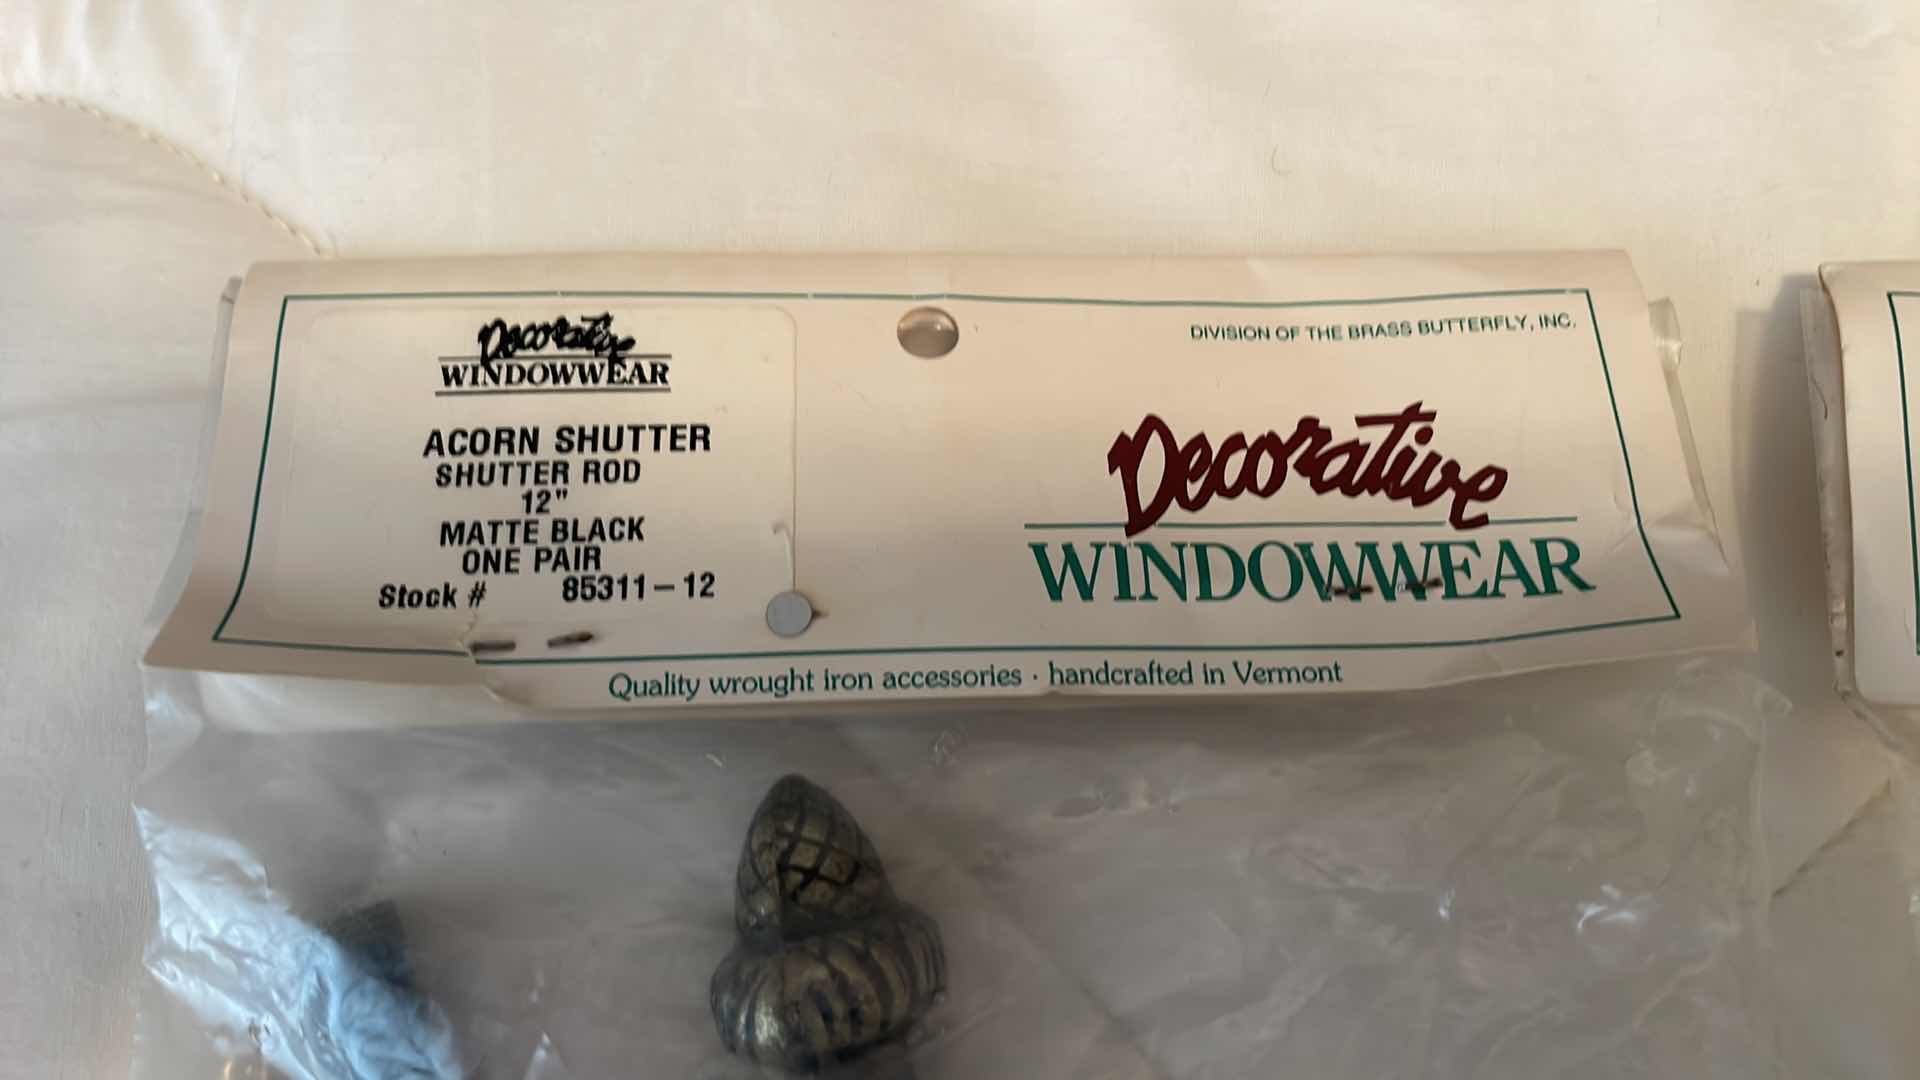 Decorative
WINDOWWEAR
ACORN SHUTTER
SHUTTER ROD
12"
MATTE BLACK
ONE PAIR
Stock # 85311-12
DIVISION OF THE BRASS BUTTERFLY, INC.
Decorative
WINDOWWEAR
Quality wrought iron accessories · handcrafted in Vermont